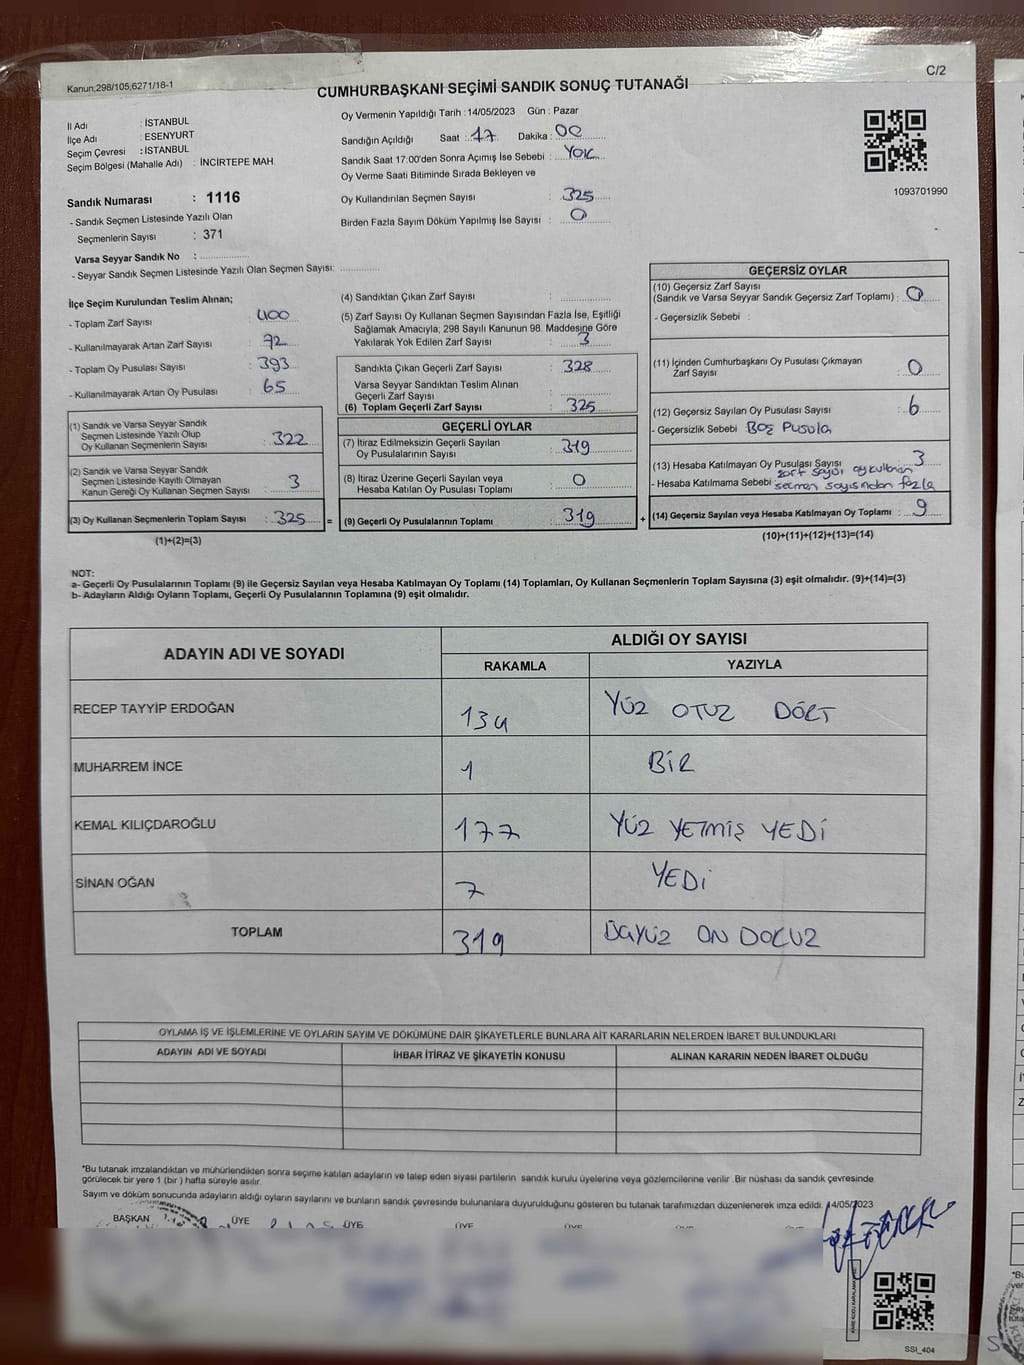 Kanun;298/105;6271/18-1
C/2
CUMHURBAŞKANI SEÇİMİ SANDIK SONUÇ TUTANAĞI
İl Adı : İSTANBUL
İlçe Adı : ESENYURT
Seçim Çevresi : İSTANBUL
Seçim Bölgesi (Mahalle Adı) : İNCİRTEPE MAH.
Sandık Numarası : 1116
- Sandık Seçmen Listesinde Yazılı Olan
Seçmenlerin Sayısı : 371
Varsa Seyyar Sandık No :
- Seyyar Sandık Seçmen Listesinde Yazılı Olan Seçmen Sayısı:
Oy Vermenin Yapıldığı Tarih : 14/05/2023 Gün : Pazar
Sandığın Açıldığı Saat : 17 Dakika : 00
Sandık Saat 17:00'den Sonra Açımış İse Sebebi : YOK
Oy Verme Saati Bitiminde Sırada Bekleyen ve
Oy Kullandırılan Seçmen Sayısı : 325
Birden Fazla Sayım Döküm Yapılmış İse Sayısı : 0
1093701990
İlçe Seçim Kurulundan Teslim Alınan;
- Toplam Zarf Sayısı : 400
- Kullanılmayarak Artan Zarf Sayısı : 72
- Toplam Oy Pusulası Sayısı : 393
- Kullanılmayarak Artan Oy Pusulası : 65
(1) Sandık ve Varsa Seyyar Sandık
Seçmen Listesinde Yazılı Olup
Oy Kullanan Seçmenlerin Sayısı : 322
(2) Sandık ve Varsa Seyyar Sandık
Seçmen Listesinde Kayıtlı Olmayan
Kanun Gereği Oy Kullanan Seçmen Sayısı : 3
(3) Oy Kullanan Seçmenlerin Toplam Sayısı : 325 =
(1)+(2)=(3)
(4) Sandıktan Çıkan Zarf Sayısı :
(5) Zarf Sayısı Oy Kullanan Seçmen Sayısından Fazla İse, Eşitliği
Sağlamak Amacıyla; 298 Sayılı Kanunun 98. Maddesine Göre
Yakılarak Yok Edilen Zarf Sayısı : 3
Sandıkta Çıkan Geçerli Zarf Sayısı : 328
Varsa Seyyar Sandıktan Teslim Alınan
Geçerli Zarf Sayısı :
(6) Toplam Geçerli Zarf Sayısı : 325
GEÇERLİ OYLAR
(7) İtiraz Edilmeksizin Geçerli Sayılan
Oy Pusulalarının Sayısı : 319
(8) İtiraz Üzerine Geçerli Sayılan veya
Hesaba Katılan Oy Pusulası Toplamı : 0
(9) Geçerli Oy Pusulalarının Toplamı : 319 +
GEÇERSİZ OYLAR
(10) Geçersiz Zarf Sayısı
(Sandık ve Varsa Seyyar Sandık Geçersiz Zarf Toplamı) : 0
- Geçersizlik Sebebi :
(11) İçinden Cumhurbaşkanı Oy Pusulası Çıkmayan
Zarf Sayısı : 0
(12) Geçersiz Sayılan Oy Pusulası Sayısı : 6
- Geçersizlik Sebebi : Boş Pusula
(13) Hesaba Katılmayan Oy Pusulası Sayısı : 3
zarf sayısı oy kullanan
- Hesaba Katılmama Sebebi : seçmen sayısından fazla
(14) Geçersiz Sayılan veya Hesaba Katılmayan Oy Toplamı : 9
(10)+(11)+(12)+(13)=(14)
NOT:
a- Geçerli Oy Pusulalarının Toplamı (9) ile Geçersiz Sayılan veya Hesaba Katılmayan Oy Toplamı (14) Toplamları, Oy Kullanan Seçmenlerin Toplam Sayısına (3) eşit olmalıdır. (9)+(14)=(3)
b- Adayların Aldığı Oyların Toplamı, Geçerli Oy Pusulalarının Toplamına (9) eşit olmalıdır.
ADAYIN ADI VE SOYADI
ALDIĞI OY SAYISI
RAKAMLA YAZIYLA
RECEP TAYYİP ERDOĞAN 134 YÜZ OTUZ DÖRT
MUHARREM İNCE 1 BİR
KEMAL KILIÇDAROĞLU 177 YÜZ YETMİŞ YEDİ
SİNAN OĞAN 7 YEDİ
TOPLAM 319 ÜÇYÜZ ON DOKUZ
OYLAMA İŞ VE İŞLEMLERİNE VE OYLARIN SAYIM VE DÖKÜMÜNE DAİR ŞİKAYETLERLE BUNLARA AİT KARARLARIN NELERDEN İBARET BULUNDUKLARI
ADAYIN ADI VE SOYADI İHBAR İTİRAZ VE ŞİKAYETİN KONUSU ALINAN KARARIN NEDEN İBARET OLDUĞU
*Bu tutanak imzalandıktan ve mühürlendikten sonra seçime katılan adayların ve talep eden siyasi partilerin sandık kurulu üyelerine veya gözlemcilerine verilir. Bir nüshası da sandık çevresinde
görülecek bir yere 1 (bir) hafta süreyle asılır.
Sayım ve döküm sonucunda adayların aldığı oyların sayılarını ve bunların sandık çevresinde bulunanlara duyurulduğunu gösteren bu tutanak tarafımızdan düzenlenerek imza edildi. 14/05/2023
BAŞKAN ÜYE ÜYE ÜYE ÜYE ÜYE
SSI_404